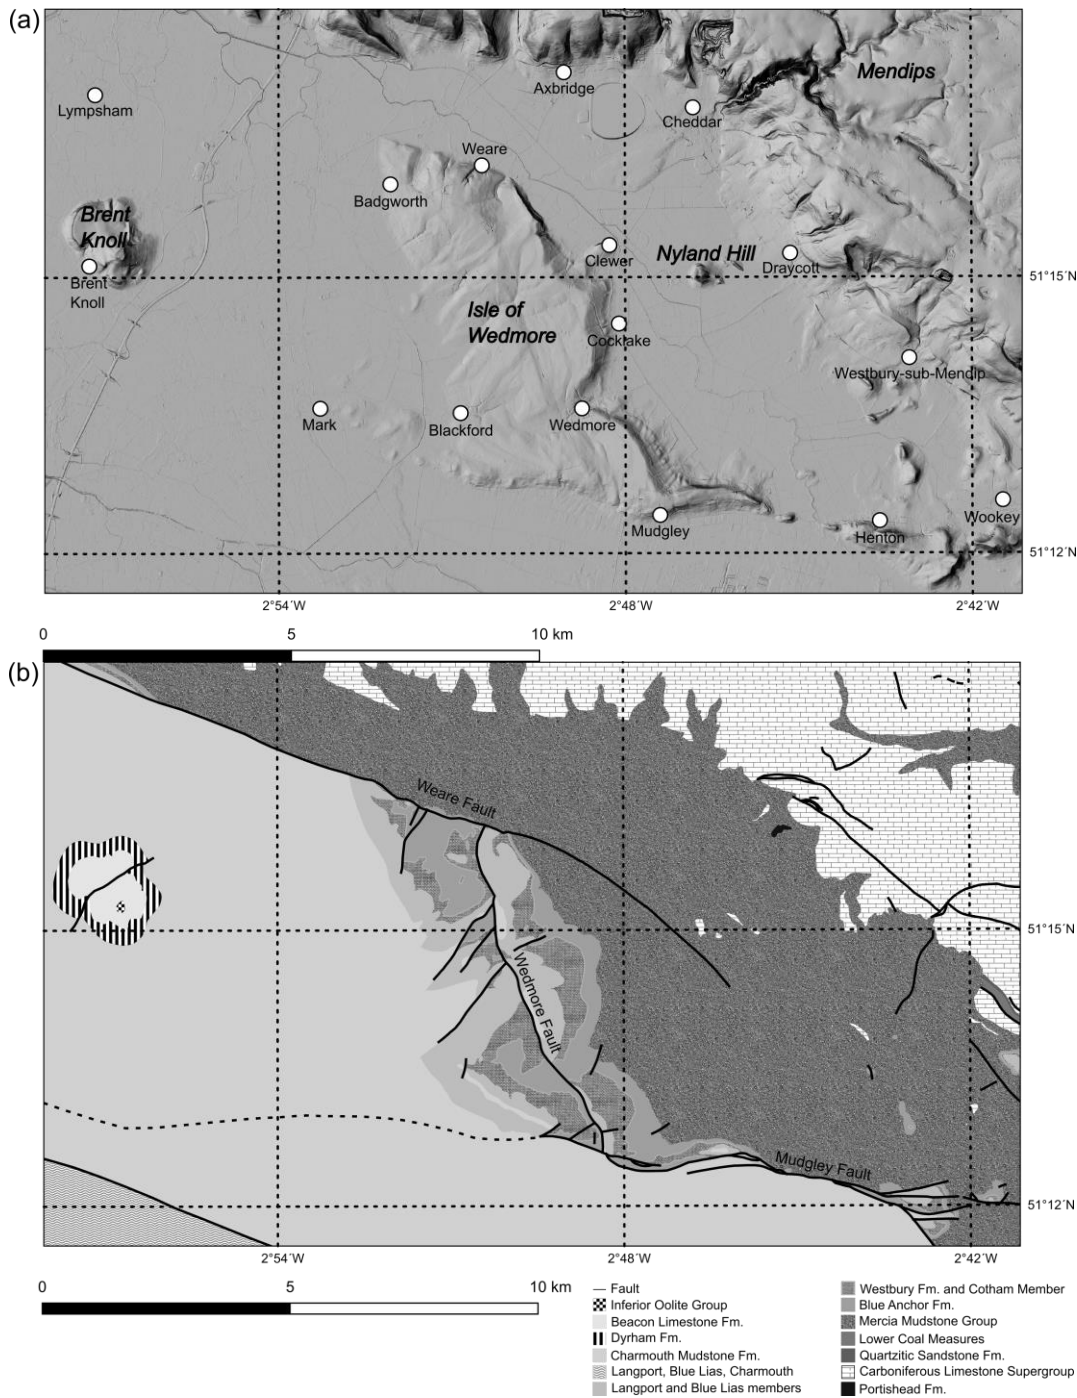 (a)
Mendips
Axbridge
Lympsham
Cheddar
Weare
Badgworth
Brent
Knoll
Clewer
Nyland Hill
Draycott
Brent
Knoll
51°15´N
Isle of
Wedmore
Cocklake
Westbury-sub-Mendip
Mark
Blackford
Wedmore
Mudgley
Henton
Wookey
51°12´N
2°54´W
2°48´W
2°42´W
0
5
10 km
(b)
Weare Fault
51°15´N
Wedmore Fault
Mudgley Fault
51°12´N
2°54´W
2°48´W
2°42´W
0
5
10 km
Fault
Inferior Oolite Group
Beacon Limestone Fm.
Dyrham Fm.
Charmouth Mudstone Fm.
Langport, Blue Lias, Charmouth
Langport and Blue Lias members
Westbury Fm. and Cotham Member
Blue Anchor Fm.
Mercia Mudstone Group
Lower Coal Measures
Quartzitic Sandstone Fm.
Carboniferous Limestone Supergroup
Portishead Fm.